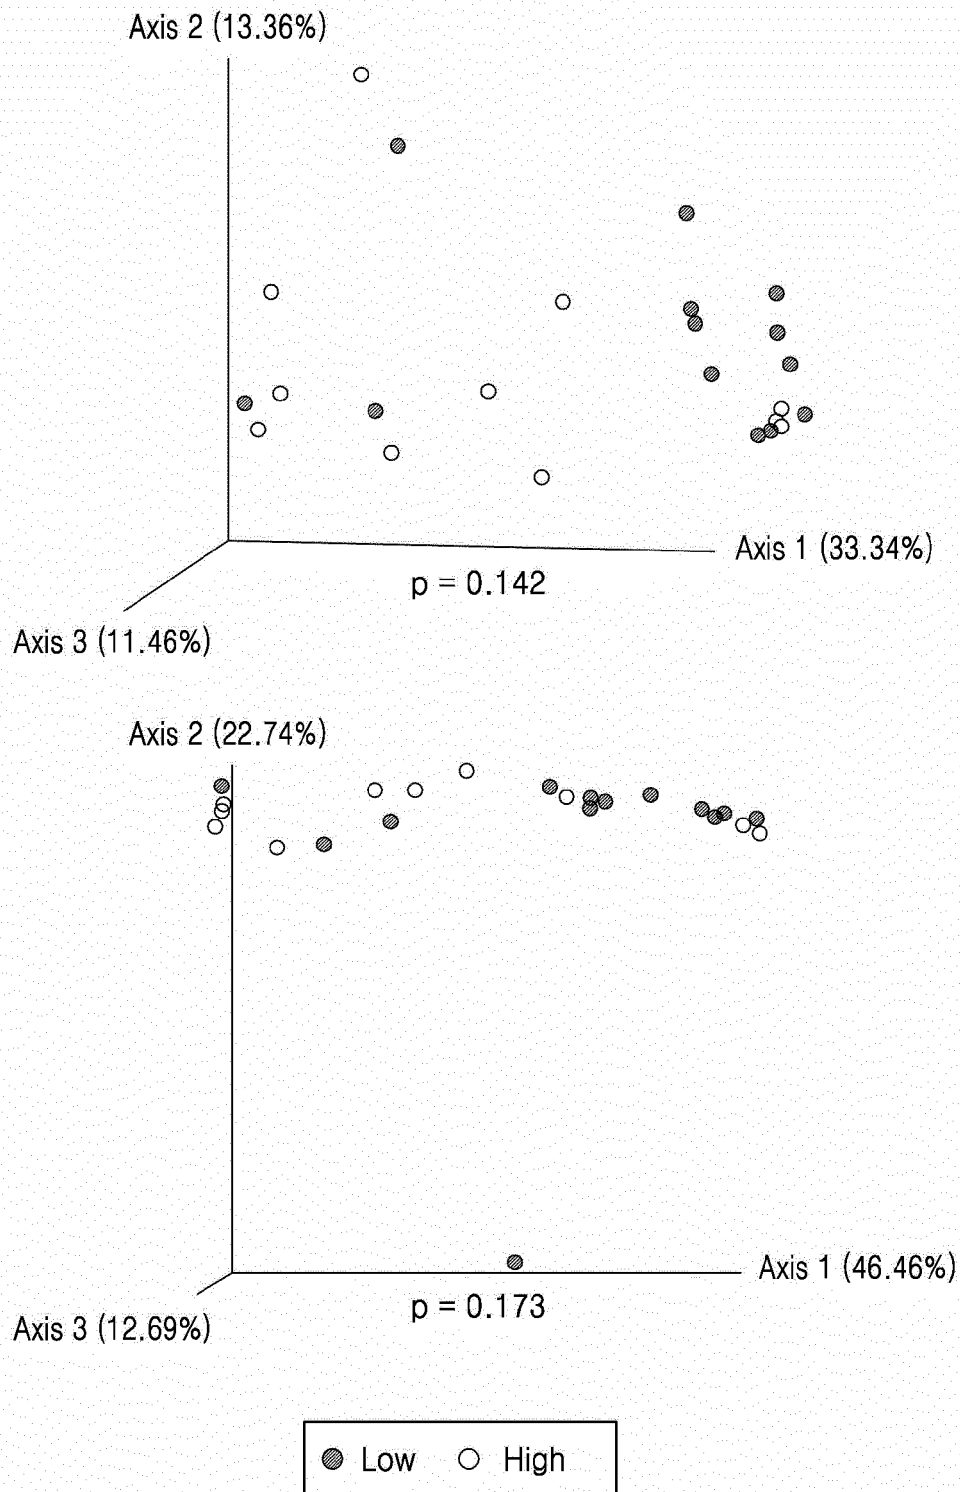 Axis 2 (13.36%)
Axis 1 (33.34%)
p = 0.142
Axis 3 (11.46%)
Axis 2 (22.74%)
Axis 1 (46.46%)
p = 0.173
Axis 3 (12.69%)
Low High